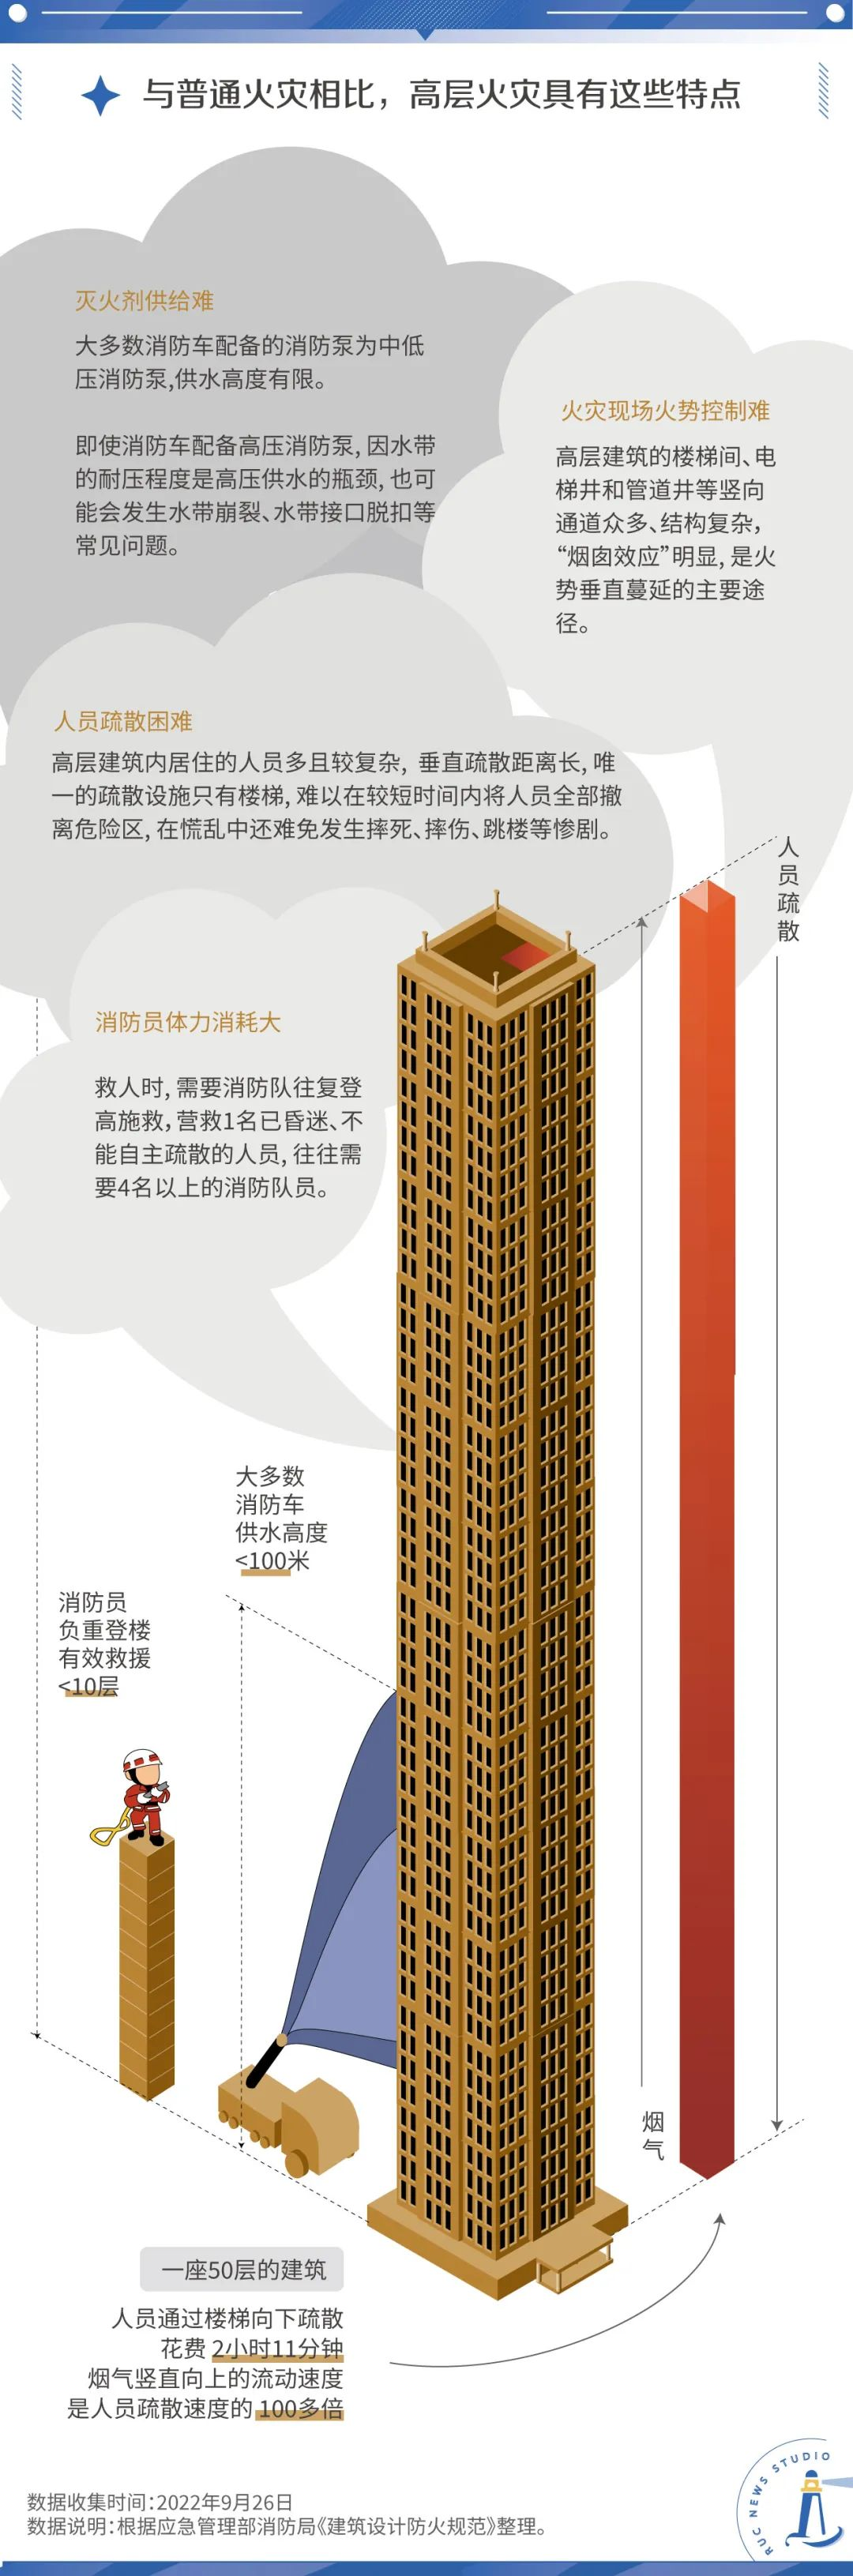 与普通火灾相比，高层火灾具有这些特点
灭火剂供给难
大多数消防车配备的消防泵为中低
压消防泵,供水高度有限。
即使消防车配备高压消防泵,因水带
的耐压程度是高压供水的瓶颈,也可
能会发生水带崩裂、水带接口脱扣等
常见问题。
火灾现场火势控制难
高层建筑的楼梯间、电
梯井和管道井等竖向
通道众多、结构复杂，
“烟囱效应”明显,是火
势垂直蔓延的主要途
径。
人员疏散困难
高层建筑内居住的人员多且较复杂,垂直疏散距离长,唯
一的疏散设施只有楼梯,难以在较短时间内将人员全部撤
离危险区,在慌乱中还难免发生摔死、摔伤、跳楼等惨剧。
人员疏散
消防员体力消耗大
救人时,需要消防队往复登
高施救,营救1名已昏迷、不
能自主疏散的人员,往往需
要4名以上的消防队员。
大多数
消防车
供水高度
<100米
消防员
负重登楼
有效救援
<10层
烟气
一座50层的建筑
人员通过楼梯向下疏散
花费 2小时11分钟
烟气竖直向上的流动速度
是人员疏散速度的 100多倍
RUC NEWS STUDIO
数据收集时间:2022年9月26日
数据说明:根据应急管理部消防局《建筑设计防火规范》整理。